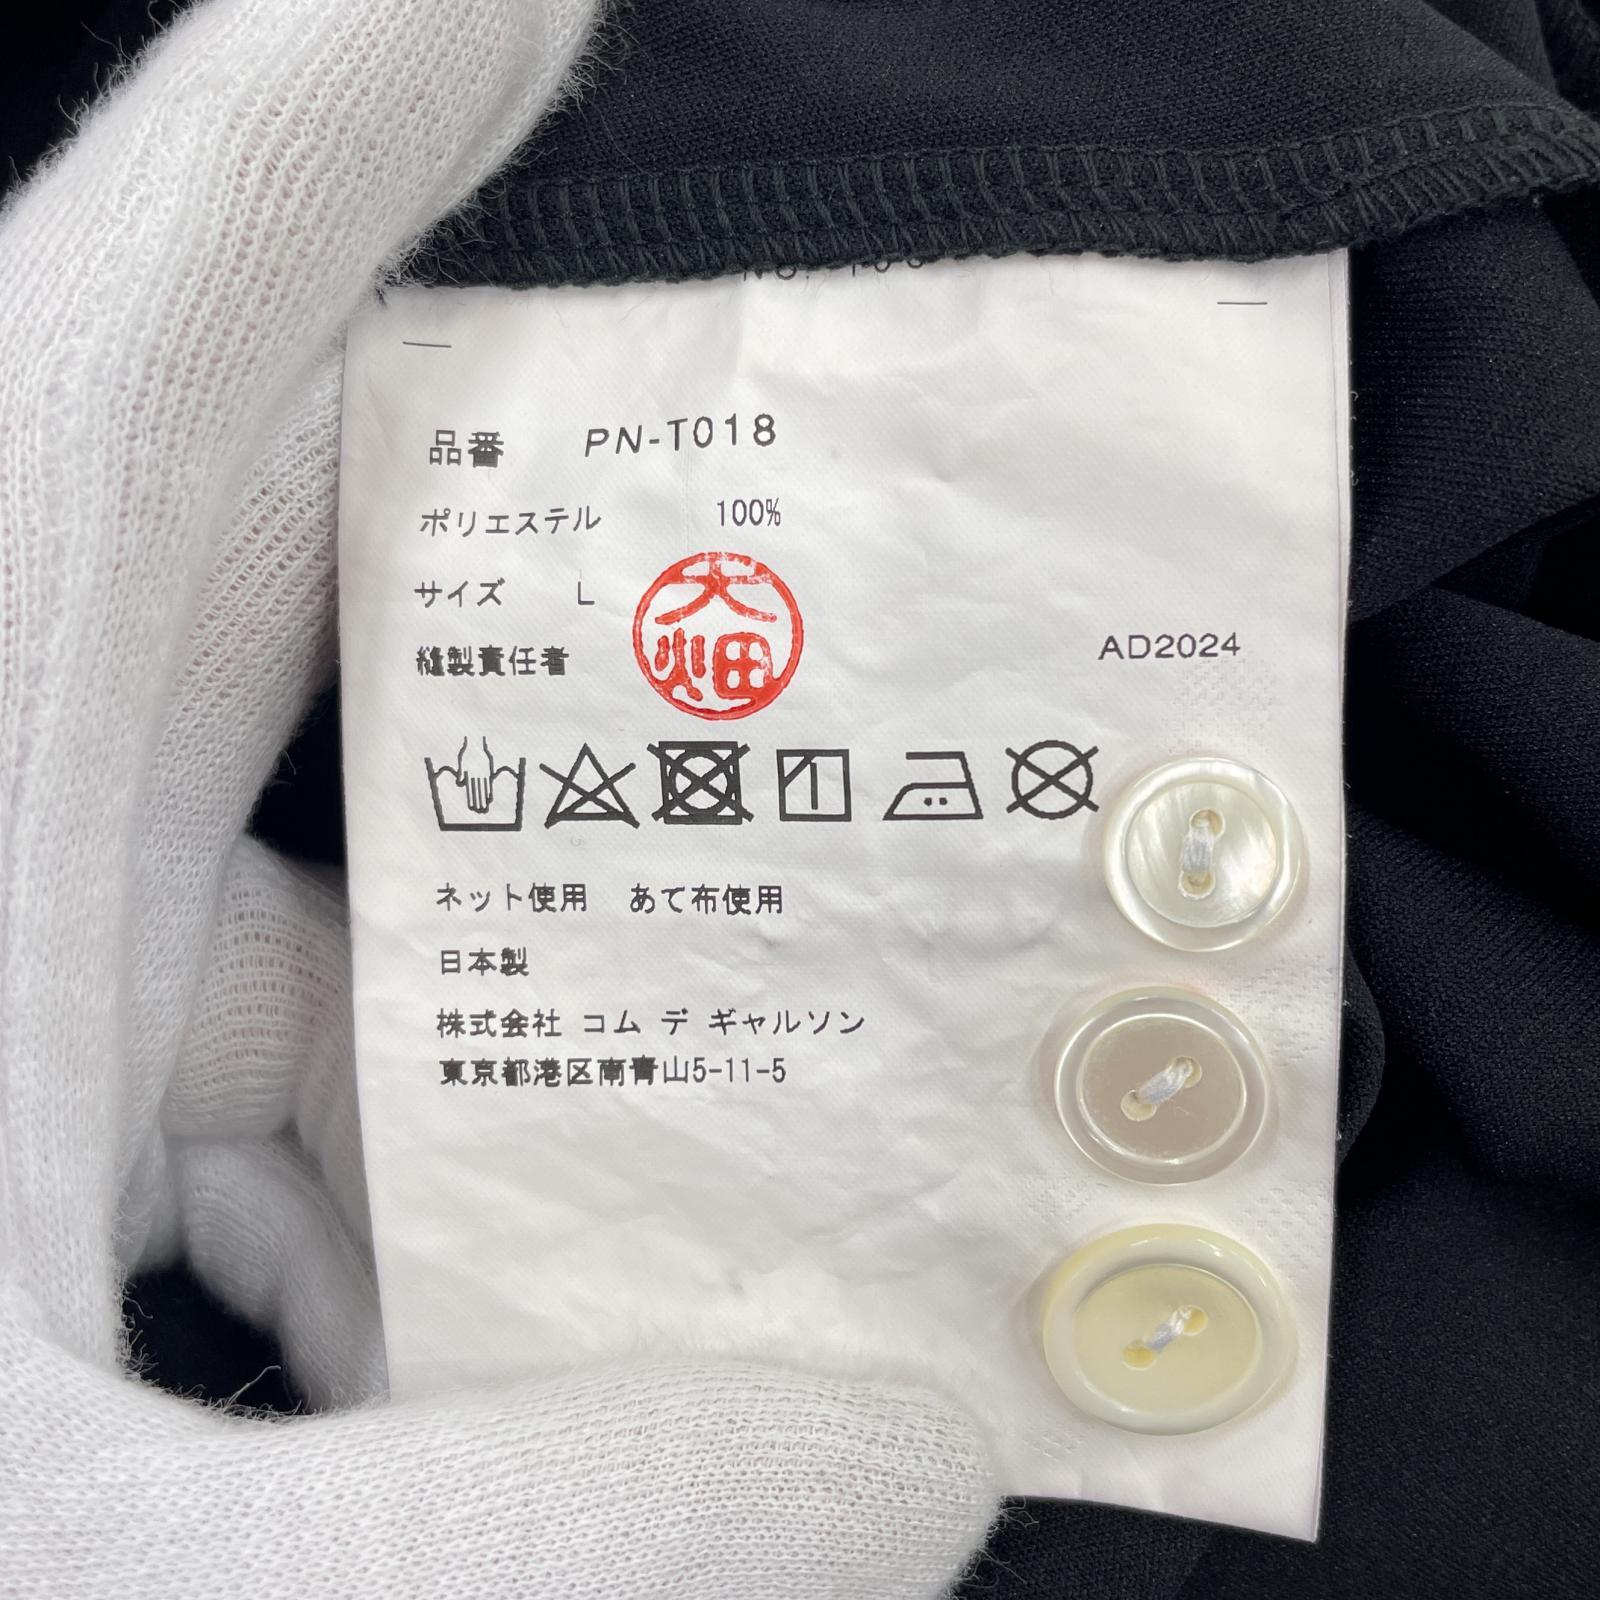 品番 PN-T018
ポリエステル 100%
サイズ L
縫製責任者 大畑
AD2024
ネット使用 あて布使用
日本製
株式会社 コム デ ギャルソン
東京都港区南青山5-11-5